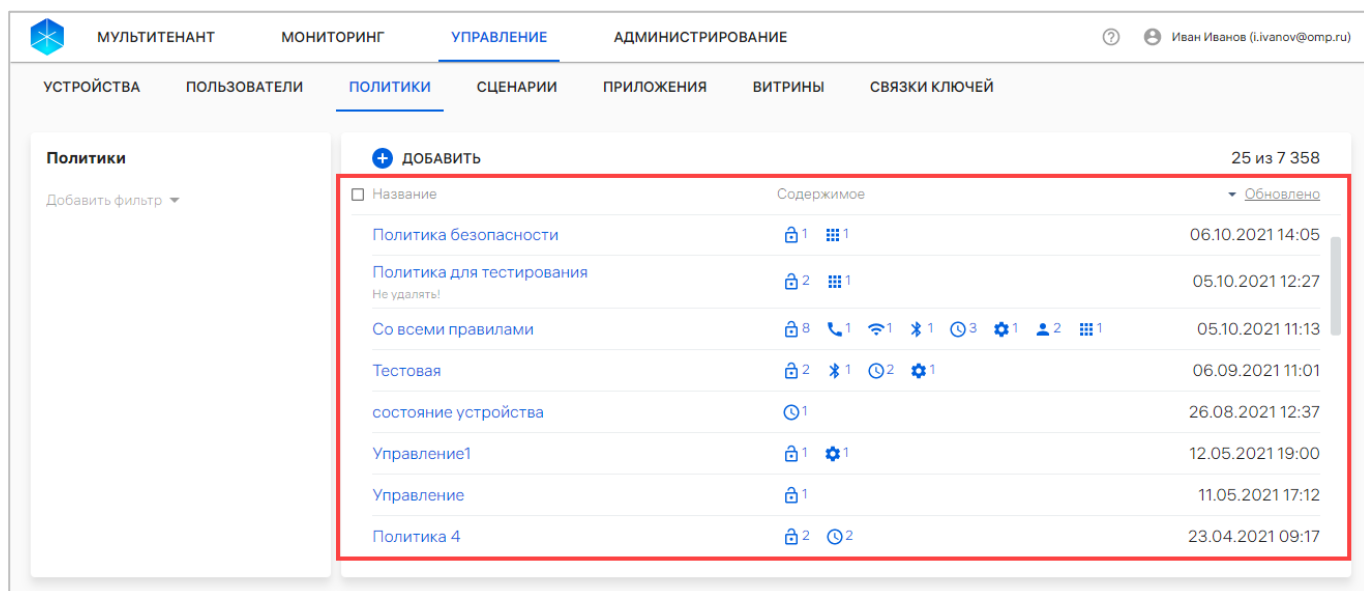 МУЛЬТИТЕНАНТ МОНИТОРИНГ УПРАВЛЕНИЕ АДМИНИСТРИРОВАНИЕ ? Иван Иванов (i.ivanov@omp.ru)
УСТРОЙСТВА ПОЛЬЗОВАТЕЛИ ПОЛИТИКИ СЦЕНАРИИ ПРИЛОЖЕНИЯ ВИТРИНЫ СВЯЗКИ КЛЮЧЕЙ
Политики
Добавить фильтр
ДОБАВИТЬ 25 из 7 358
Название Содержимое Обновлено
Политика безопасности 1 1 06.10.2021 14:05
Политика для тестирования 2 1 05.10.2021 12:27
Не удалять!
Со всеми правилами 8 1 1 1 3 1 2 1 05.10.2021 11:13
Тестовая 2 1 2 1 06.09.2021 11:01
состояние устройства 1 26.08.2021 12:37
Управление1 1 1 12.05.2021 19:00
Управление 1 11.05.2021 17:12
Политика 4 2 2 23.04.2021 09:17